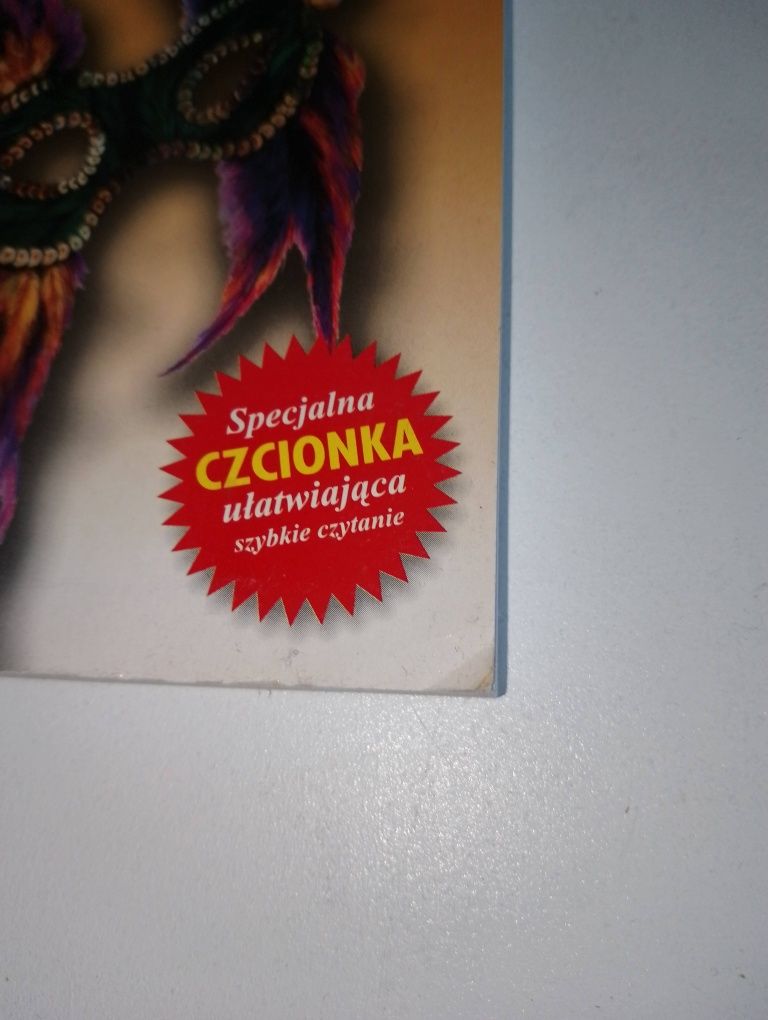 Specjalna
CZCIONKA
ułatwiająca
szybkie czytanie